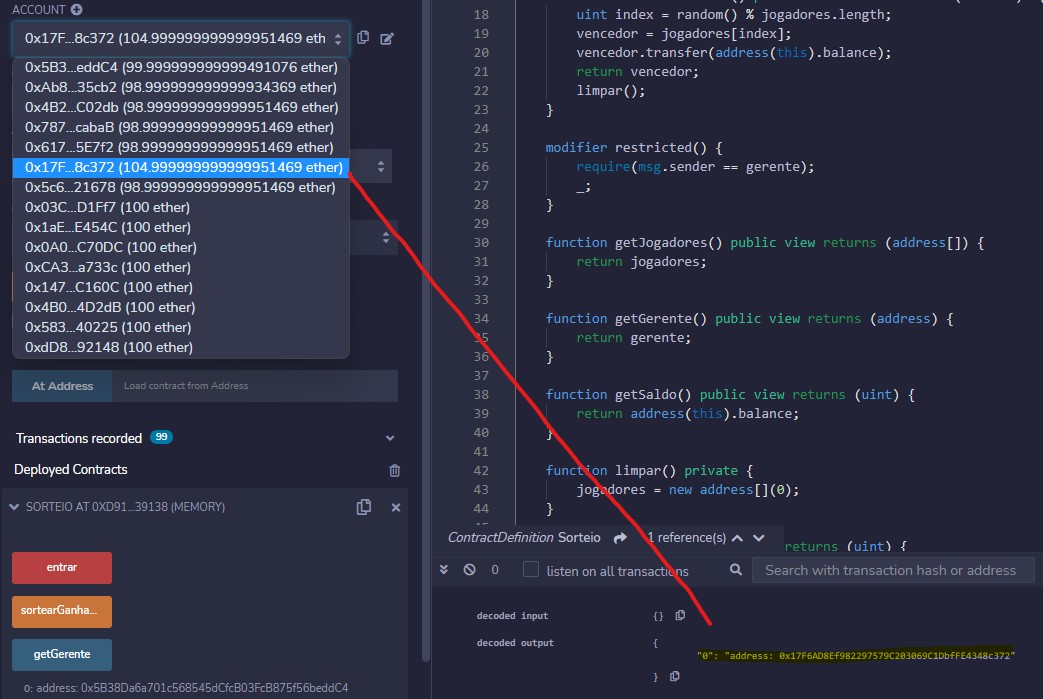 ACCOUNT
0x17F...8c372 (104.999999999999951469 eth
0x5B3...eddC4 (99.999999999999491076 ether)
0xAb8...35cb2 (98.999999999999934369 ether)
0x4B2...C02db (98.999999999999951469 ether)
0x787...cabaB (98.999999999999951469 ether)
0x617...5E7f2 (98.999999999999951469 ether)
0x17F...8c372 (104.999999999999951469 ether)
0x5c6...21678 (98.999999999999951469 ether)
0x03C...D1Ff7 (100 ether)
0x1aE...E454C (100 ether)
0x0A0...C70DC (100 ether)
0xCA3...a733c (100 ether)
0x147...C160C (100 ether)
0x4B0...4D2dB (100 ether)
0x583...40225 (100 ether)
0xdD8...92148 (100 ether)
At Address Load contract from Address
Transactions recorded 99
Deployed Contracts
SORTEIO AT 0XD91...39138 (MEMORY)
entrar
sortearGanha...
getGerente
0: address: 0x5B38Da6a701c568545dCfcB03FcB875f56beddC4
18 uint index = random() % jogadores.length;
19 vencedor = jogadores[index];
20 vencedor.transfer(address(this).balance);
21 return vencedor;
22 limpar();
23 }
24
25 modifier restricted() {
26 require(msg.sender == gerente);
27 _;
28 }
29
30 function getJogadores() public view returns (address[]) {
31 return jogadores;
32 }
33
34 function getGerente() public view returns (address) {
35 return gerente;
36 }
37
38 function getSaldo() public view returns (uint) {
39 return address(this).balance;
40 }
41
42 function limpar() private {
43 jogadores = new address[](0);
44 }
ContractDefinition Sorteio 1 reference(s)
returns (uint) {
0 listen on all transactions Search with transaction hash or address
decoded input {}
decoded output {
"0": "address: 0x17F6AD8Ef982297579C203069C1DbfFE4348c372"
}